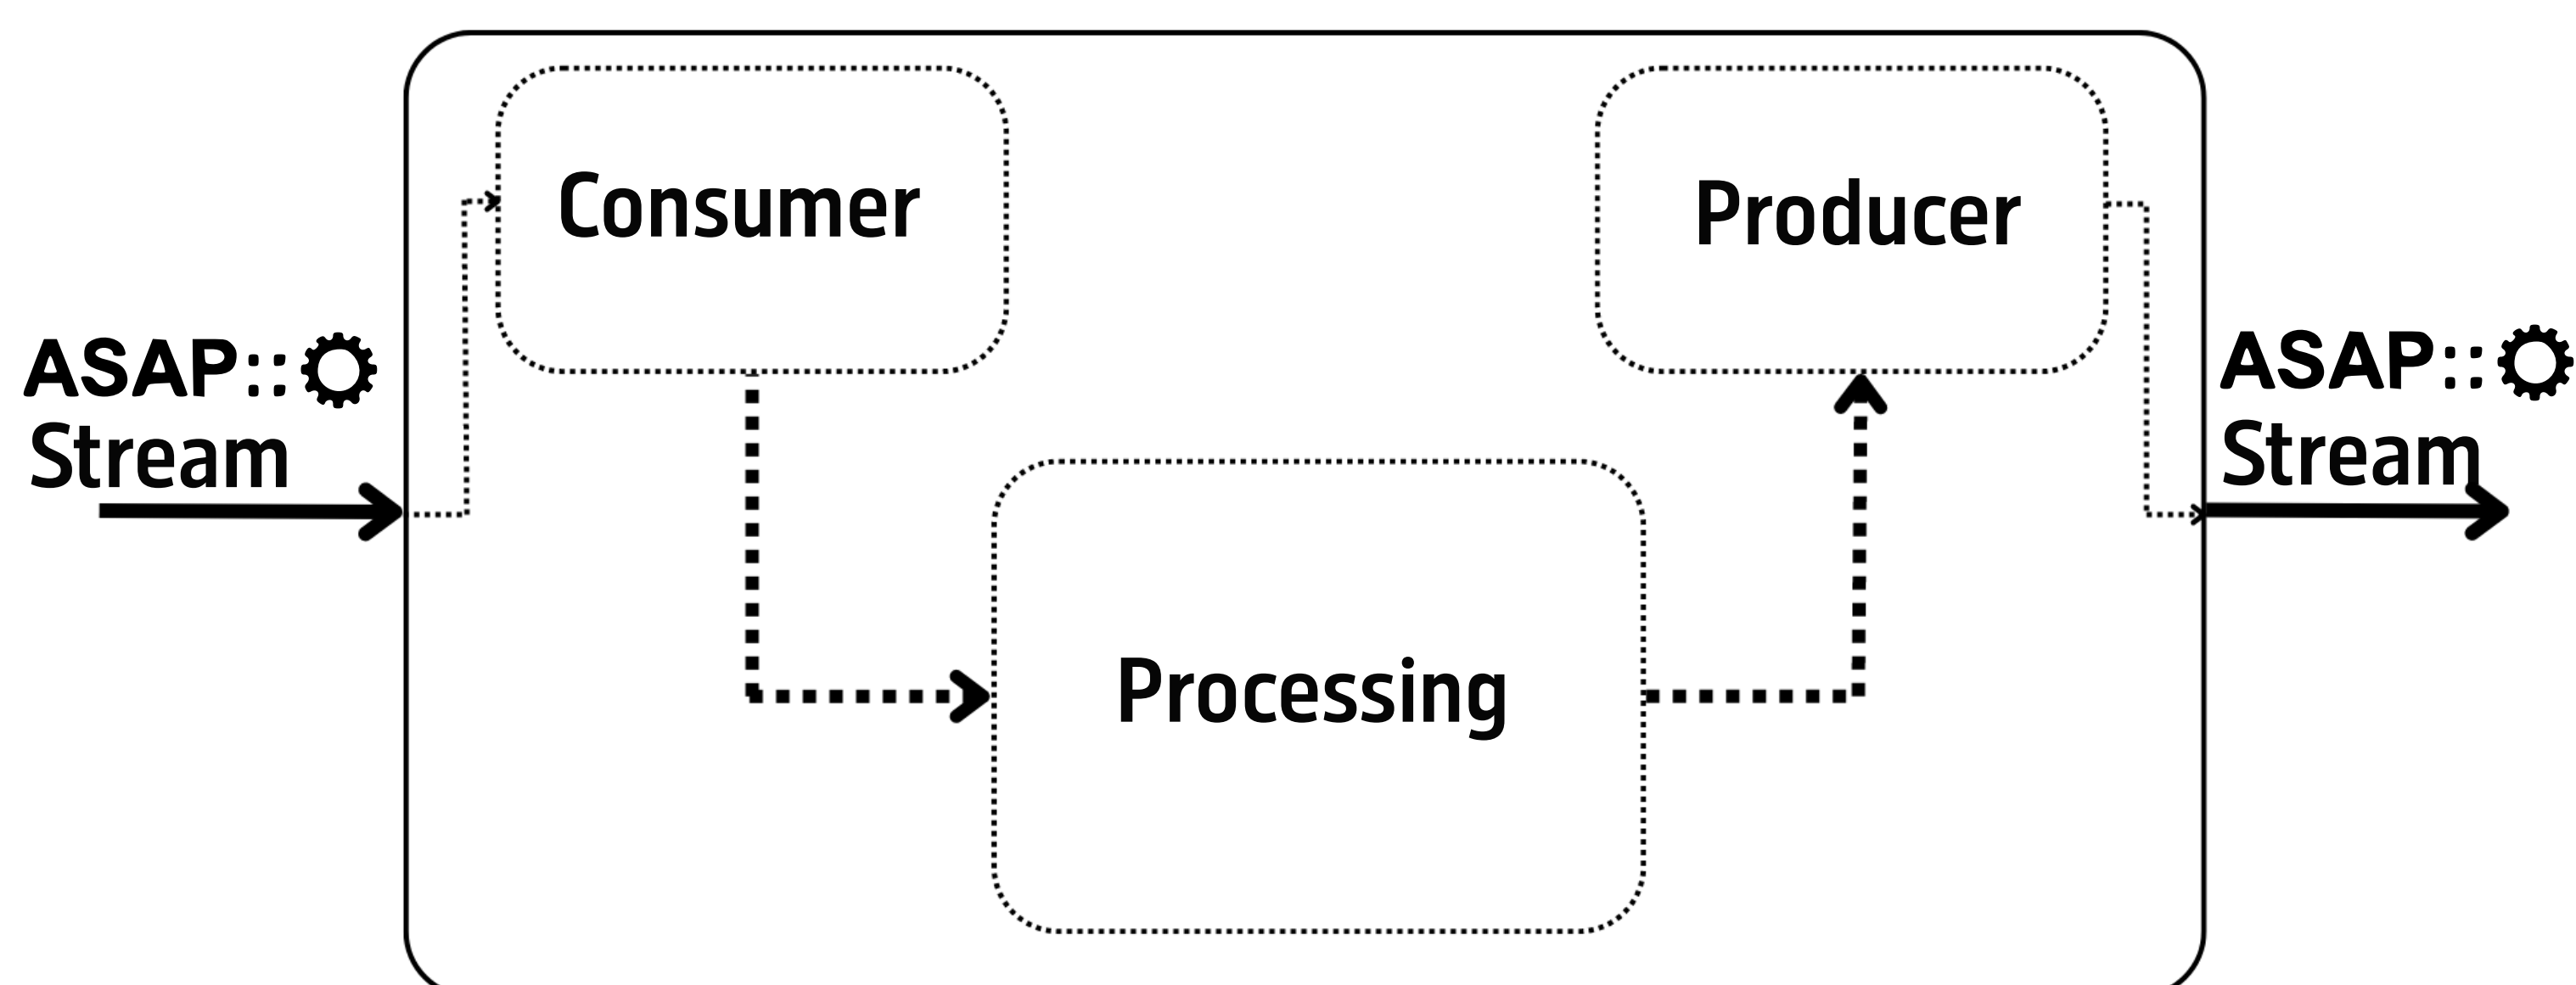 Consumer
Producer
ASAP::
Stream
ASAP::
Stream
Processing